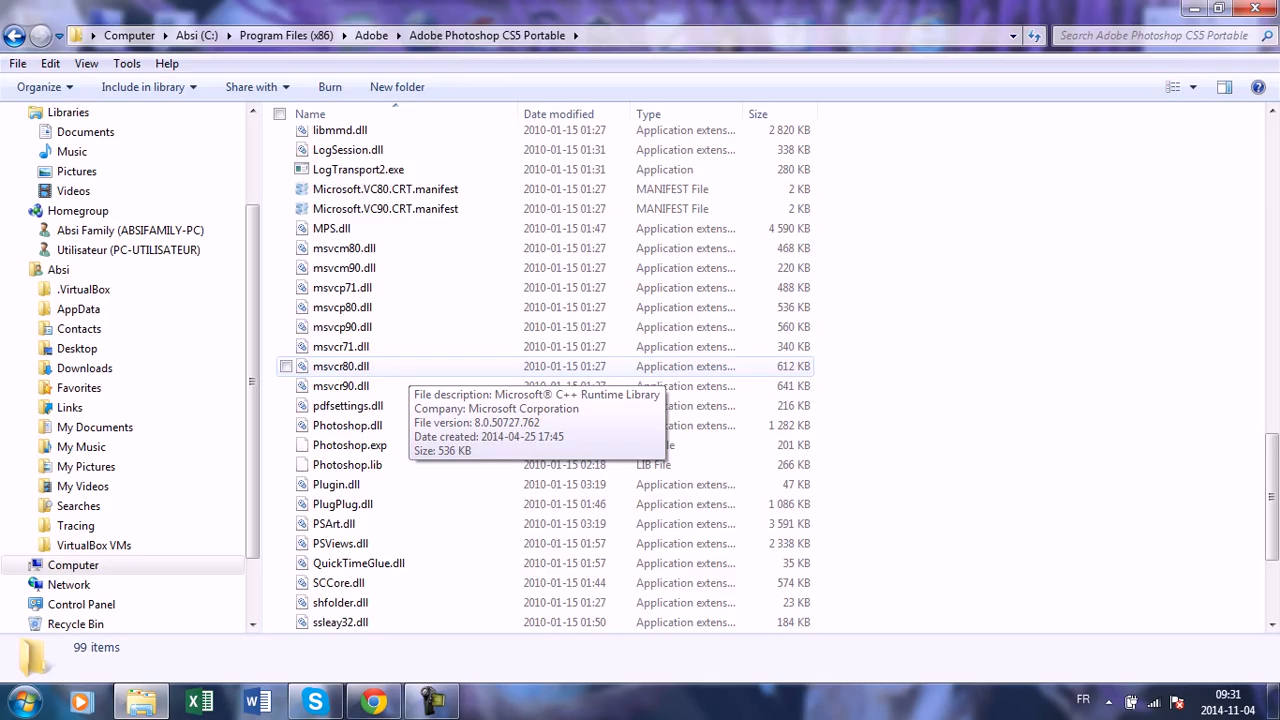 Computer ▸ Absi (C:) ▸ Program Files (x86) ▸ Adobe ▸ Adobe Photoshop CS5 Portable ▸
Search Adobe Photoshop CS5 Portable
File Edit View Tools Help
Organize Include in library Share with Burn New folder
Libraries
Documents
Music
Pictures
Videos
Homegroup
Absi Family (ABSIFAMILY-PC)
Utilisateur (PC-UTILISATEUR)
Absi
.VirtualBox
AppData
Contacts
Desktop
Downloads
Favorites
Links
My Documents
My Music
My Pictures
My Videos
Searches
Tracing
VirtualBox VMs
Computer
Network
Control Panel
Recycle Bin
Name Date modified Type Size
libmmd.dll 2010-01-15 01:27 Application extens... 2 820 KB
LogSession.dll 2010-01-15 01:31 Application extens... 338 KB
LogTransport2.exe 2010-01-15 01:31 Application 280 KB
Microsoft.VC80.CRT.manifest 2010-01-15 01:27 MANIFEST File 2 KB
Microsoft.VC90.CRT.manifest 2010-01-15 01:27 MANIFEST File 2 KB
MPS.dll 2010-01-15 01:47 Application extens... 4 590 KB
msvcm80.dll 2010-01-15 01:27 Application extens... 468 KB
msvcm90.dll 2010-01-15 01:27 Application extens... 220 KB
msvcp71.dll 2010-01-15 01:27 Application extens... 488 KB
msvcp80.dll 2010-01-15 01:27 Application extens... 536 KB
msvcp90.dll 2010-01-15 01:27 Application extens... 560 KB
msvcr71.dll 2010-01-15 01:27 Application extens... 340 KB
msvcr80.dll 2010-01-15 01:27 Application extens... 612 KB
msvcr90.dll 2010-01-15 01:27 Application extens... 641 KB
pdfsettings.dll 216 KB
Photoshop.dll 1 282 KB
Photoshop.exp 201 KB
Photoshop.lib 2010-01-15 02:18 LIB File 266 KB
Plugin.dll 2010-01-15 03:19 Application extens... 47 KB
PlugPlug.dll 2010-01-15 01:46 Application extens... 1 086 KB
PSArt.dll 2010-01-15 03:19 Application extens... 3 591 KB
PSViews.dll 2010-01-15 01:57 Application extens... 2 338 KB
QuickTimeGlue.dll 2010-01-15 01:57 Application extens... 35 KB
SCCore.dll 2010-01-15 01:44 Application extens... 574 KB
shfolder.dll 2010-01-15 01:27 Application extens... 23 KB
ssleay32.dll 2010-01-15 01:50 Application extens... 184 KB
File description: Microsoft® C++ Runtime Library
Company: Microsoft Corporation
File version: 8.0.50727.762
Date created: 2014-04-25 17:45
Size: 536 KB
99 items
FR
09:31
2014-11-04